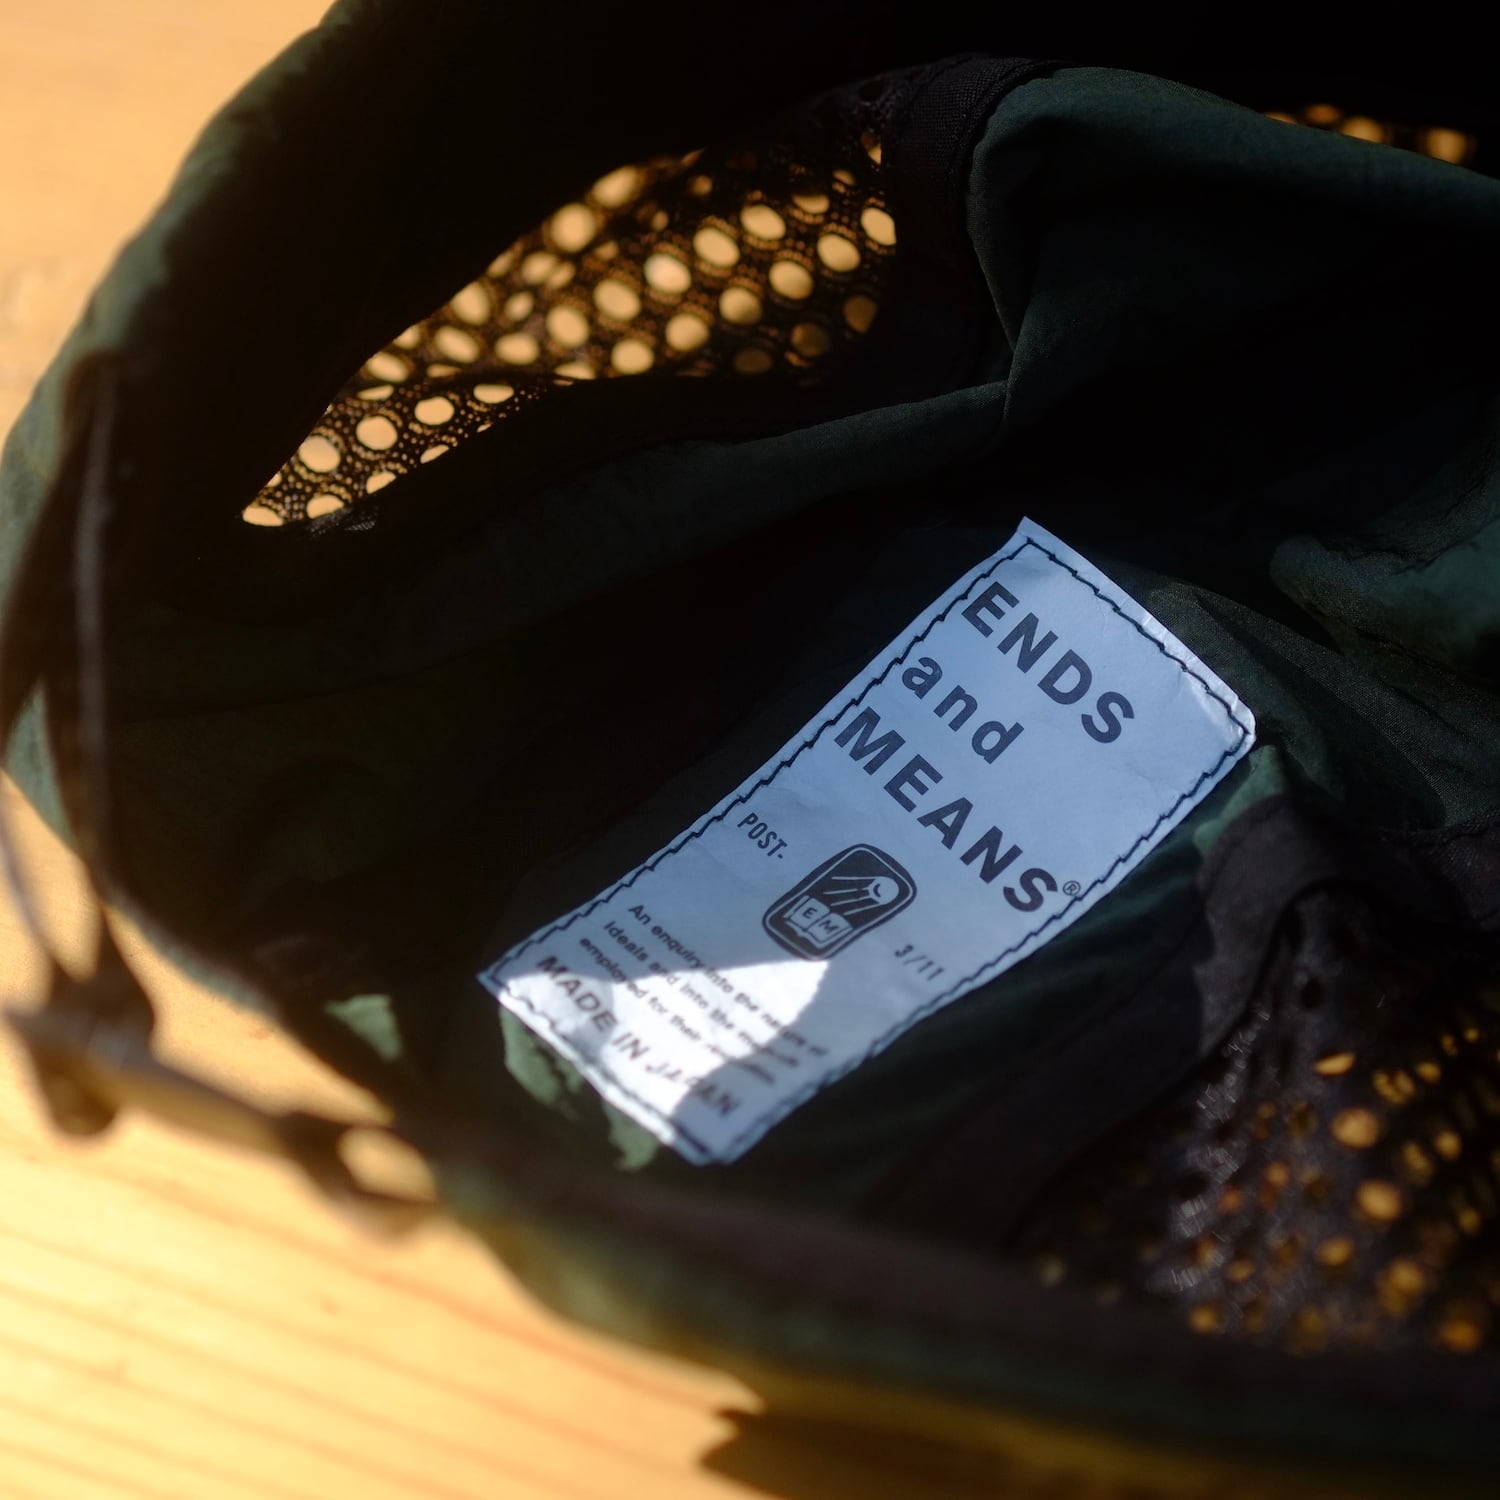 ENDS
and
MEANS®
POST-
EM
3/11
An enquiry into the nature of
Ideals and into the methods
employed for their
MADE IN JAPAN